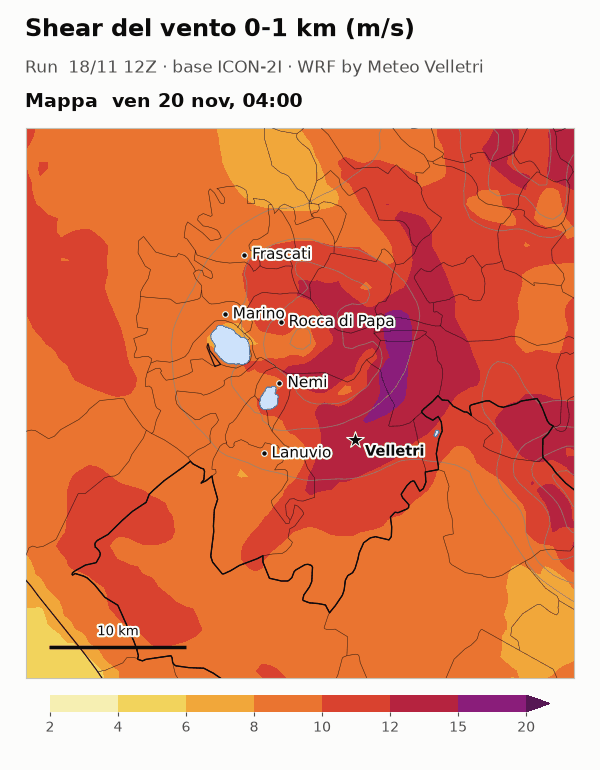 Shear del vento 0-1 km (m/s)
Run  18/11 12Z · base ICON-2I · WRF by Meteo Velletri
Mappa  ven 20 nov, 04:00
Frascati
Marino
Rocca di Papa
Nemi
Velletri
Lanuvio
10 km
2 4 6 8 10 12 15 20